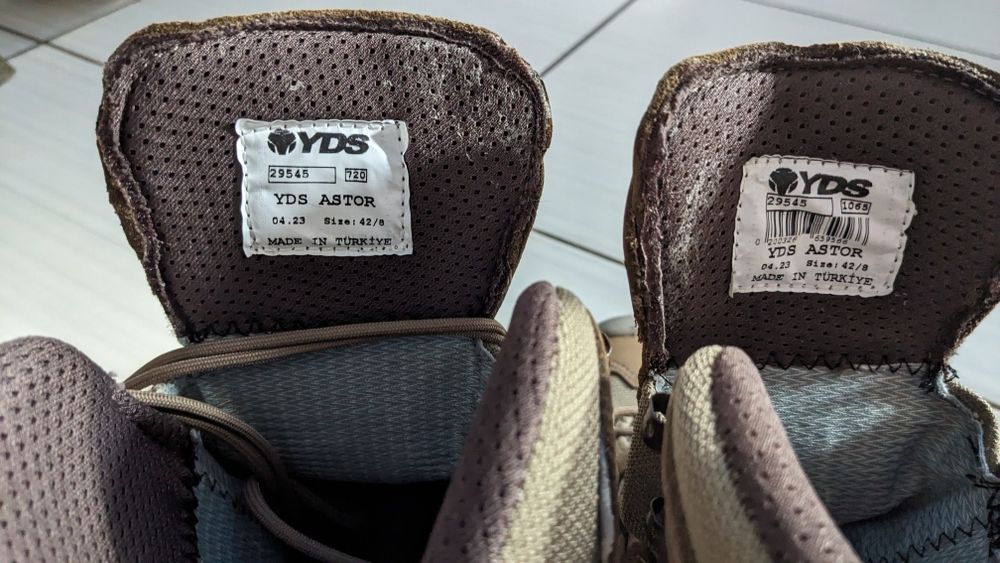 YDS
29545 720
YDS ASTOR
04.23 Size: 42/8
MADE IN TÜRKİYE
YDS
29545 1065
YDS ASTOR
04.23 Size: 42/8
MADE IN TÜRKİYE